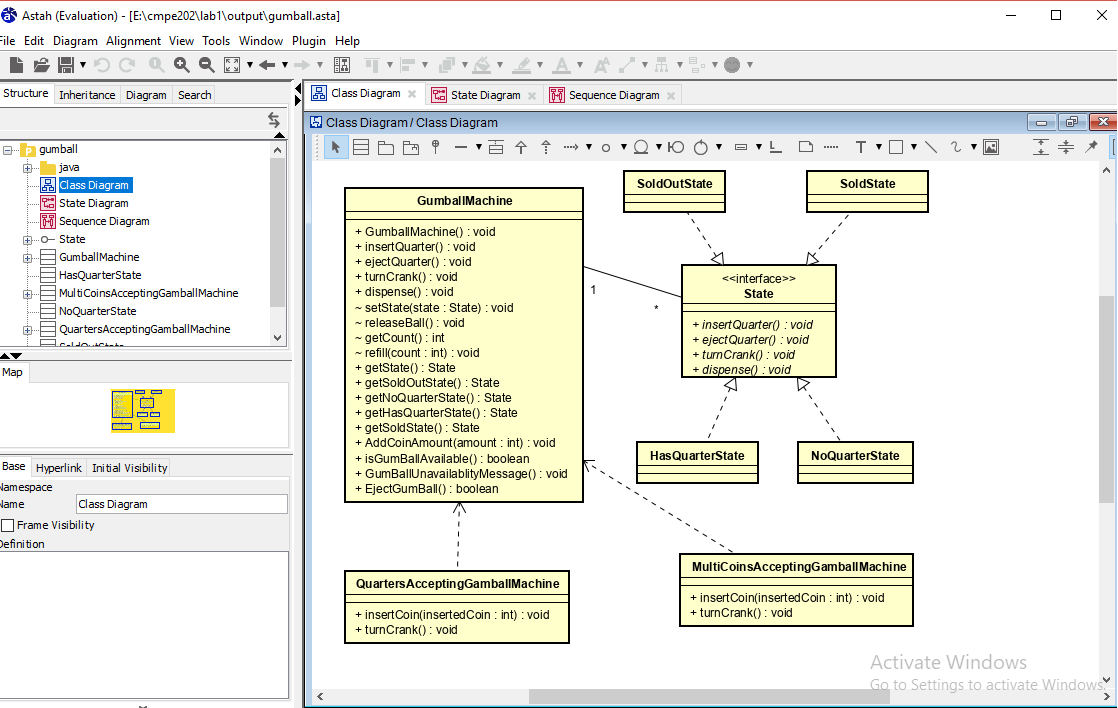 Astah (Evaluation) - [E:\cmpe202\lab1\output\gumball.asta]
File Edit Diagram Alignment View Tools Window Plugin Help
Structure Inheritance Diagram Search
gumball
java
Class Diagram
State Diagram
Sequence Diagram
State
GumballMachine
HasQuarterState
MultiCoinsAcceptingGamballMachine
NoQuarterState
QuartersAcceptingGamballMachine
SoldOutState
Map
Base Hyperlink Initial Visibility
Namespace
Name Class Diagram
Frame Visibility
Definition
Class Diagram State Diagram Sequence Diagram
Class Diagram / Class Diagram
GumballMachine
+ GumballMachine() : void
+ insertQuarter() : void
+ ejectQuarter() : void
+ turnCrank() : void
+ dispense() : void
~ setState(state : State) : void
~ releaseBall() : void
~ getCount() : int
~ refill(count : int) : void
+ getState() : State
+ getSoldOutState() : State
+ getNoQuarterState() : State
+ getHasQuarterState() : State
+ getSoldState() : State
+ AddCoinAmount(amount : int) : void
+ isGumBallAvailable() : boolean
+ GumBallUnavailablityMessage() : void
+ EjectGumBall() : boolean
SoldOutState
SoldState
1
*
<<interface>>
State
+ insertQuarter() : void
+ ejectQuarter() : void
+ turnCrank() : void
+ dispense() : void
HasQuarterState
NoQuarterState
QuartersAcceptingGamballMachine
+ insertCoin(insertedCoin : int) : void
+ turnCrank() : void
MultiCoinsAcceptingGamballMachine
+ insertCoin(insertedCoin : int) : void
+ turnCrank() : void
Activate Windows
Go to Settings to activate Windows.